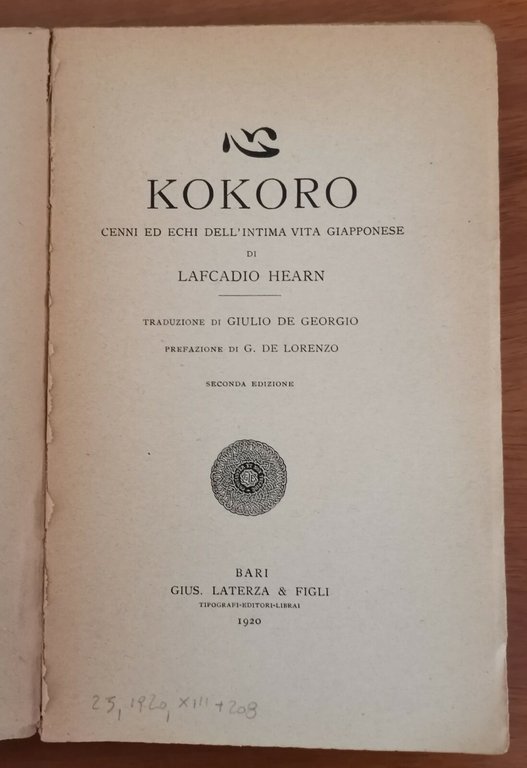 心
KOKORO
CENNI ED ECHI DELL'INTIMA VITA GIAPPONESE
DI
LAFCADIO HEARN
TRADUZIONE DI GIULIO DE GEORGIO
PREFAZIONE DI G. DE LORENZO
SECONDA EDIZIONE
BARI
GIUS. LATERZA & FIGLI
TIPOGRAFI-EDITORI-LIBRAI
1920
25, 1920, XIII + 208